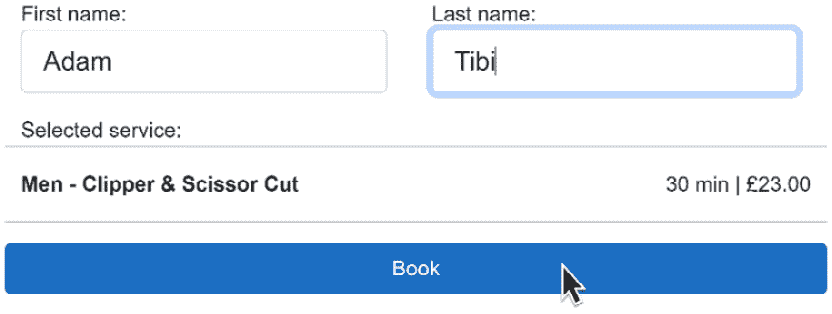 First name: Last name:
Adam Tibi
Selected service:
Men - Clipper & Scissor Cut 30 min | £23.00
Book